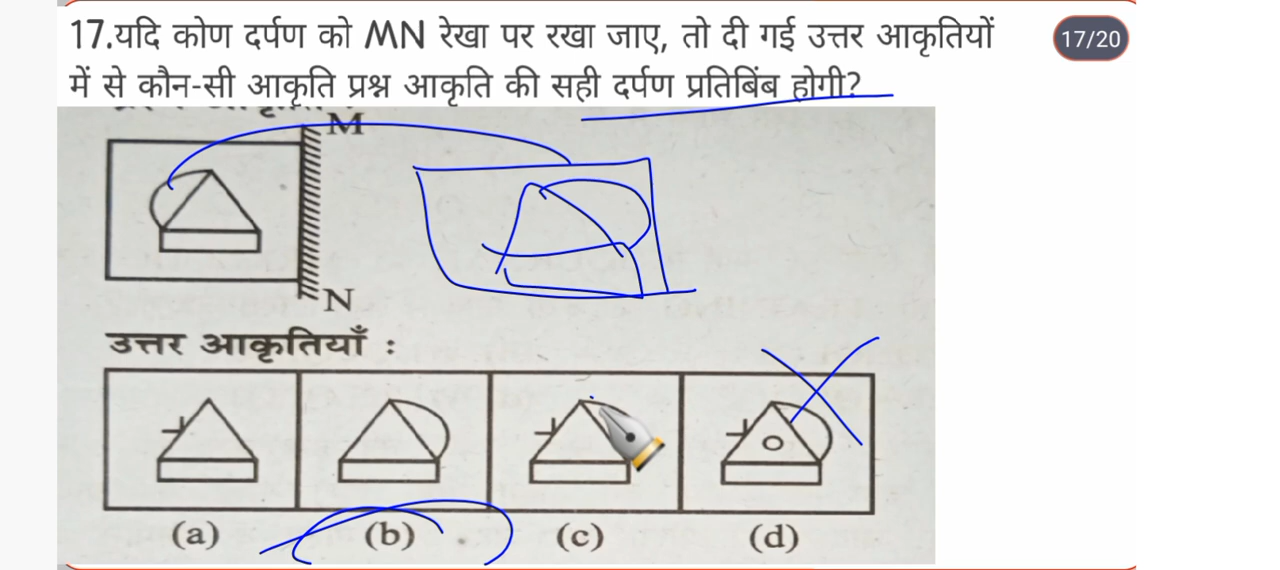 17.यदि कोण दर्पण को MN रेखा पर रखा जाए, तो दी गई उत्तर आकृतियों
17/20
में से कौन-सी आकृति प्रश्न आकृति की सही दर्पण प्रतिबिंब होगी?
M
N
उत्तर आकृतियाँ :
(a) (b) (c) (d)